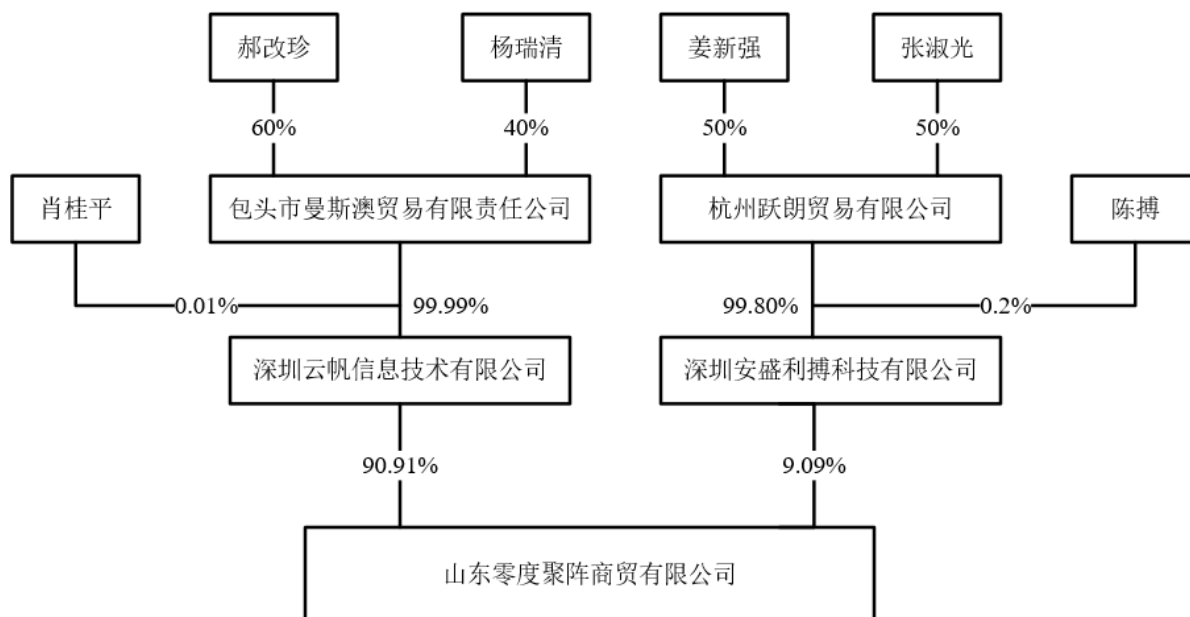 郝改珍
杨瑞清
姜新强
张淑光
60%
40%
50%
50%
肖桂平
包头市曼斯澳贸易有限责任公司
杭州跃朗贸易有限公司
陈搏
0.01%
99.99%
99.80%
0.2%
深圳云帆信息技术有限公司
深圳安盛利搏科技有限公司
90.91%
9.09%
山东零度聚阵商贸有限公司